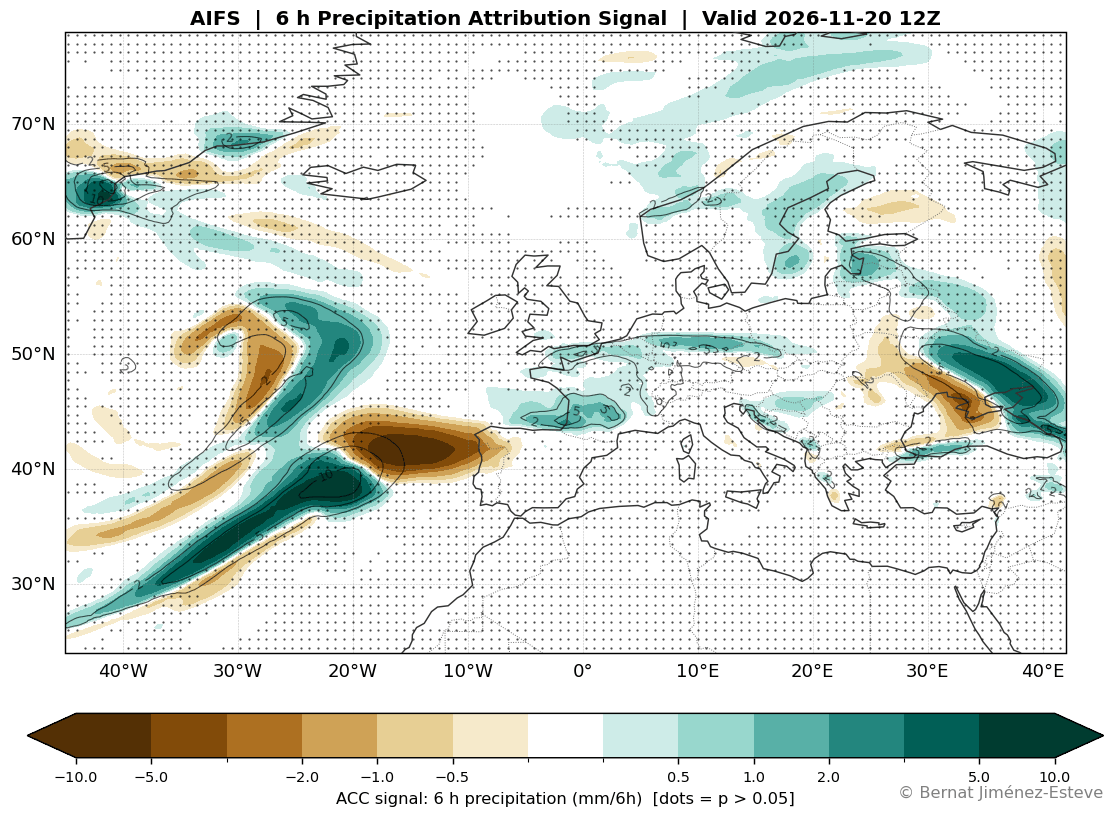 AIFS | 6 h Precipitation Attribution Signal | Valid 2026-11-20 12Z
70°N
60°N
50°N
40°N
30°N
40°W 30°W 20°W 10°W 0° 10°E 20°E 30°E 40°E
−10.0 −5.0 −2.0 −1.0 −0.5 0.5 1.0 2.0 5.0 10.0
ACC signal: 6 h precipitation (mm/6h) [dots = p > 0.05]
© Bernat Jiménez-Esteve